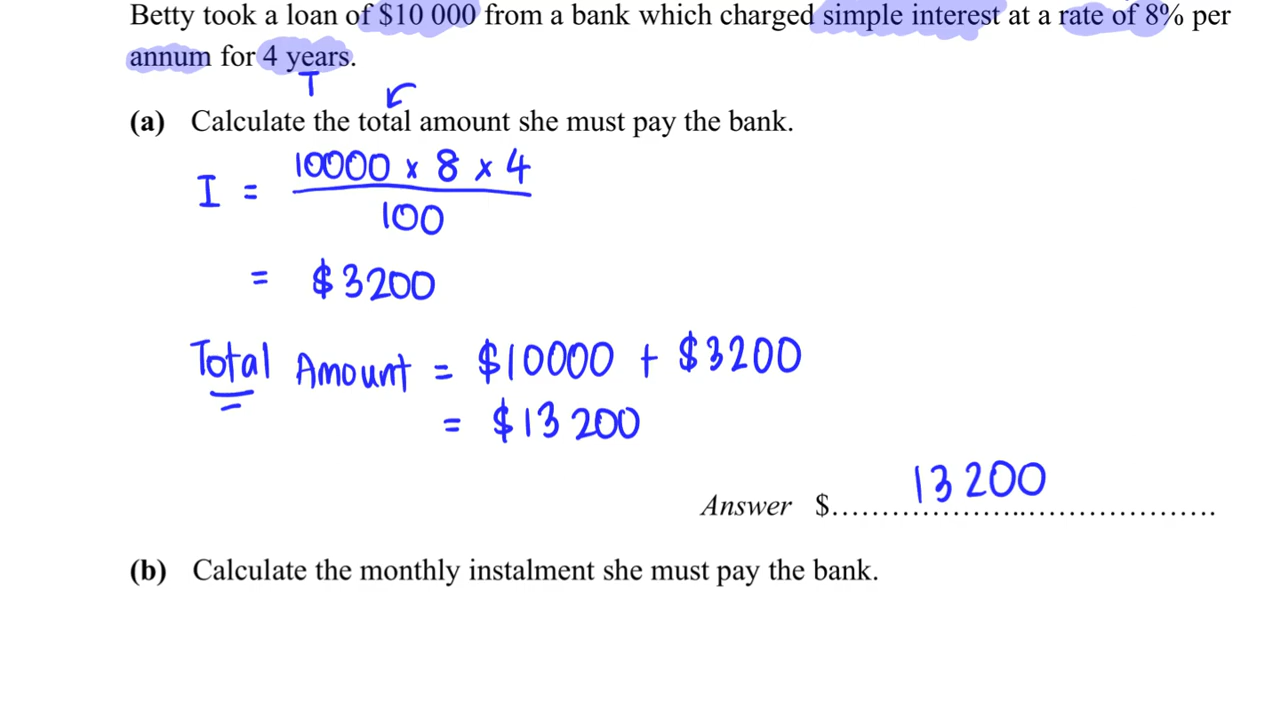 Betty took a loan of $10 000 from a bank which charged simple interest at a rate of 8% per
annum for 4 years.
T
(a) Calculate the total amount she must pay the bank.
I = 10000 × 8 × 4
100
= $3200
Total Amount = $10000 + $3200
= $13 200
13 200
Answer $.......................................
(b) Calculate the monthly instalment she must pay the bank.